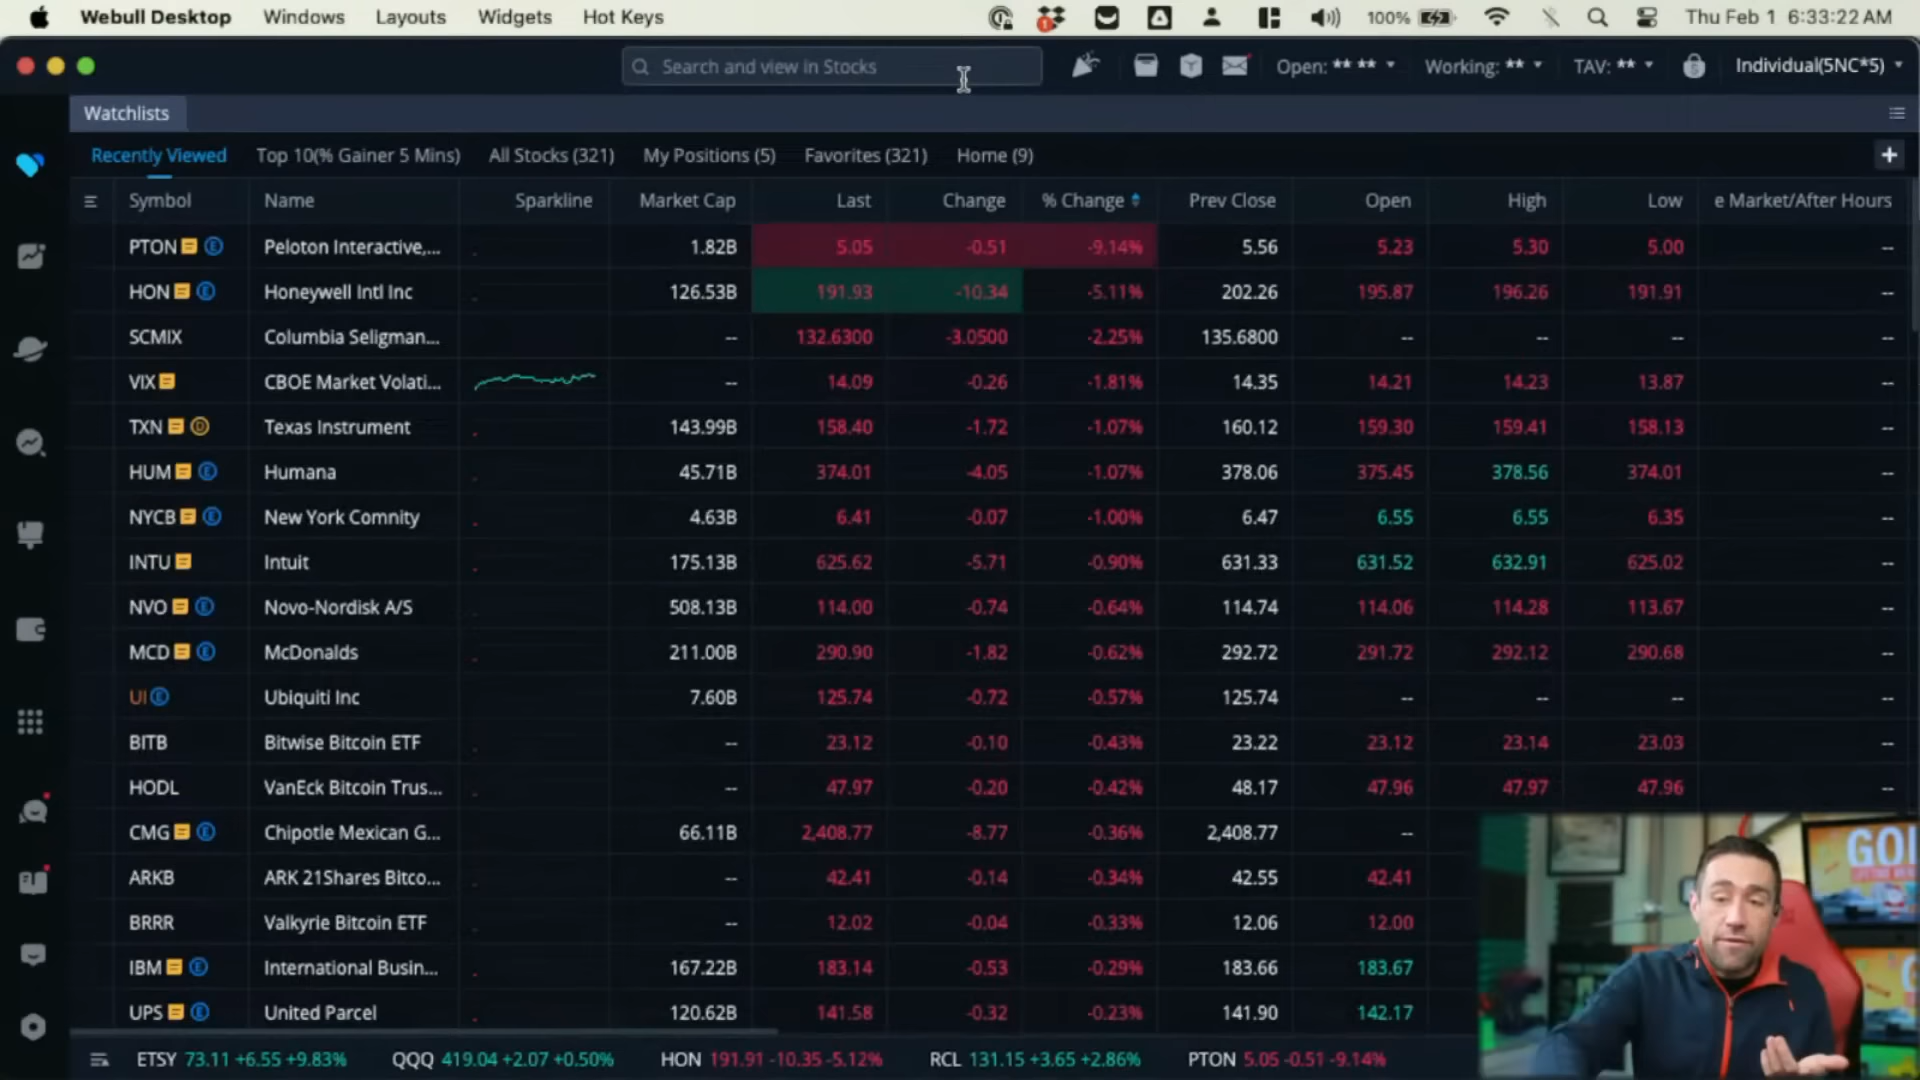 Webull Desktop Windows Layouts Widgets Hot Keys 1 100% Thu Feb 1 6:33:22 AM
Search and view in Stocks Open: ** ** Working: ** TAV: ** Individual(5NC*5)
Watchlists
Recently Viewed Top 10(% Gainer 5 Mins) All Stocks (321) My Positions (5) Favorites (321) Home (9) +
Symbol Name Sparkline Market Cap Last Change % Change Prev Close Open High Low e Market/After Hours
PTON E Peloton Interactive,... 1.82B 5.05 -0.51 -9.14% 5.56 5.23 5.30 5.00 --
HON E Honeywell Intl Inc 126.53B 191.93 -10.34 -5.11% 202.26 195.87 196.26 191.91 --
SCMIX Columbia Seligman... -- 132.6300 -3.0500 -2.25% 135.6800 -- -- -- --
VIX CBOE Market Volati... -- 14.09 -0.26 -1.81% 14.35 14.21 14.23 13.87 --
TXN D Texas Instrument 143.99B 158.40 -1.72 -1.07% 160.12 159.30 159.41 158.13 --
HUM E Humana 45.71B 374.01 -4.05 -1.07% 378.06 375.45 378.56 374.01 --
NYCB E New York Comnity 4.63B 6.41 -0.07 -1.00% 6.47 6.55 6.55 6.35 --
INTU Intuit 175.13B 625.62 -5.71 -0.90% 631.33 631.52 632.91 625.02 --
NVO E Novo-Nordisk A/S 508.13B 114.00 -0.74 -0.64% 114.74 114.06 114.28 113.67 --
MCD E McDonalds 211.00B 290.90 -1.82 -0.62% 292.72 291.72 292.12 290.68 --
UI E Ubiquiti Inc 7.60B 125.74 -0.72 -0.57% 125.74 -- -- -- --
BITB Bitwise Bitcoin ETF -- 23.12 -0.10 -0.43% 23.22 23.12 23.14 23.03 --
HODL VanEck Bitcoin Trus... -- 47.97 -0.20 -0.42% 48.17 47.96 47.97 47.96 --
CMG E Chipotle Mexican G... 66.11B 2,408.77 -8.77 -0.36% 2,408.77 --
ARKB ARK 21Shares Bitco... -- 42.41 -0.14 -0.34% 42.55 42.41
BRRR Valkyrie Bitcoin ETF -- 12.02 -0.04 -0.33% 12.06 12.00
IBM E International Busin... 167.22B 183.14 -0.53 -0.29% 183.66 183.67
UPS E United Parcel 120.62B 141.58 -0.32 -0.23% 141.90 142.17
ETSY 73.11 +6.55 +9.83% QQQ 419.04 +2.07 +0.50% HON 191.91 -10.35 -5.12% RCL 131.15 +3.65 +2.86% PTON 5.05 -0.51 -9.14%